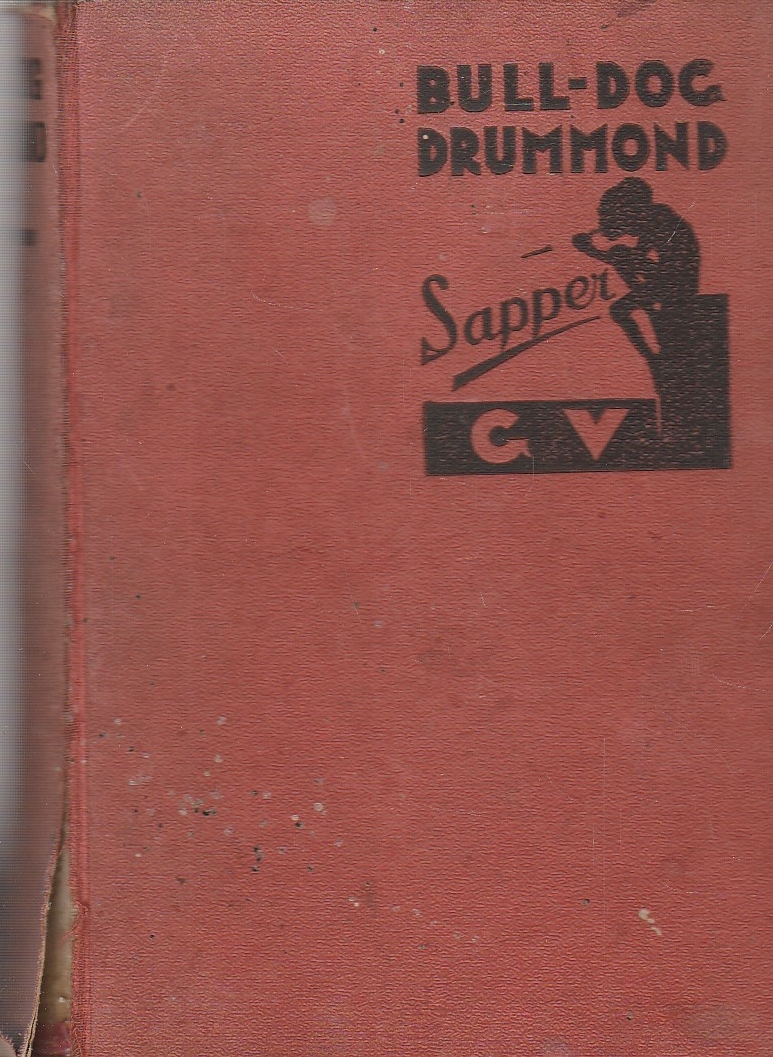 BULL-DOG
DRUMMOND
Sapper
G V